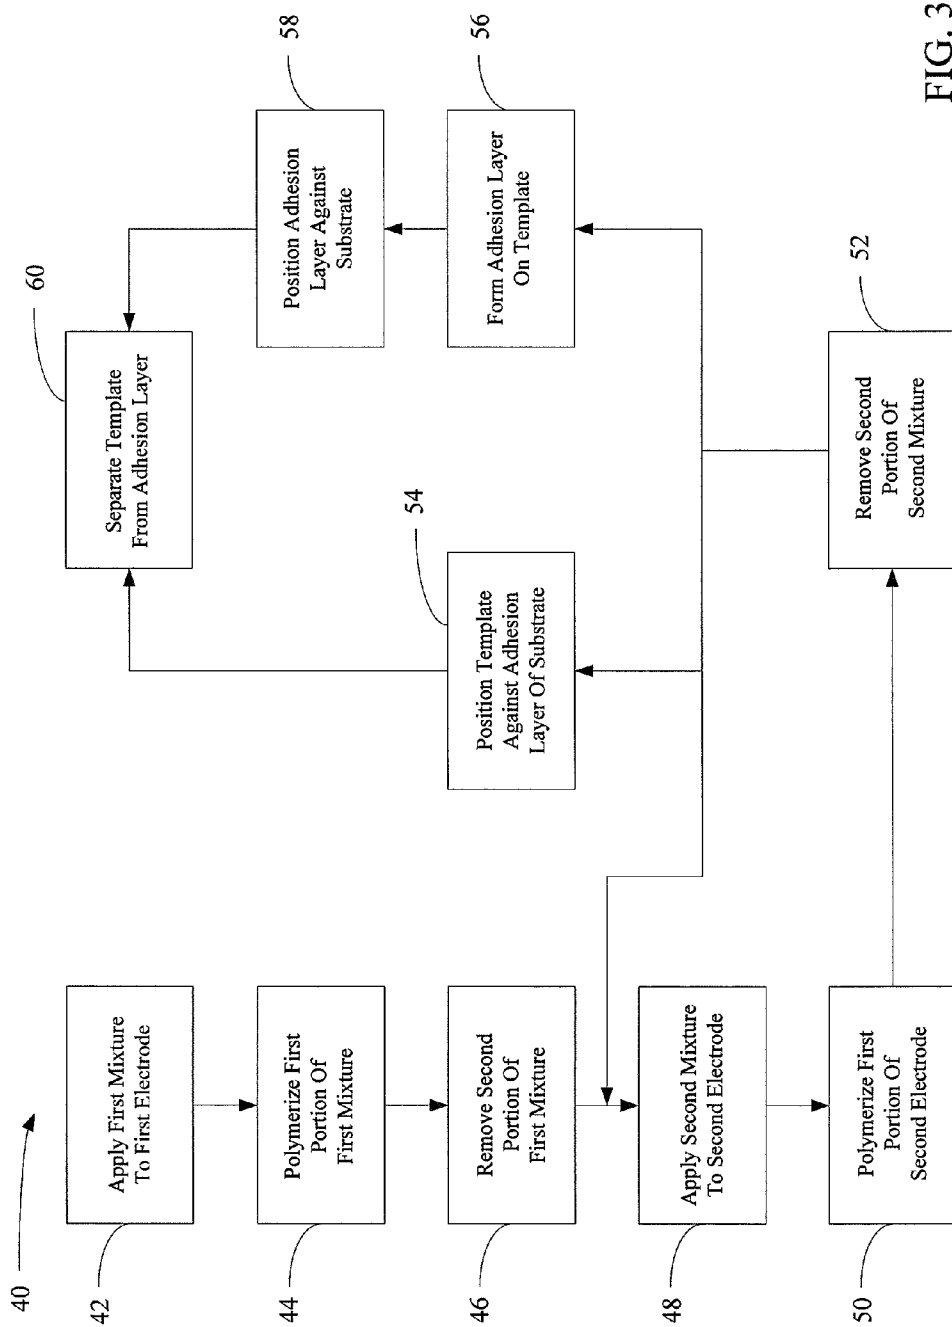 40
42
Apply First Mixture
To First Electrode
44
Polymerize First
Portion Of
First Mixture
46
Remove Second
Portion Of
First Mixture
48
Apply Second Mixture
To Second Electrode
50
Polymerize First
Portion Of
Second Electrode
52
Remove Second
Portion Of
Second Mixture
54
Position Template
Against Adhesion
Layer Of Substrate
56
Form Adhesion Layer
On Template
58
Position Adhesion
Layer Against
Substrate
60
Separate Template
From Adhesion Layer
FIG. 3